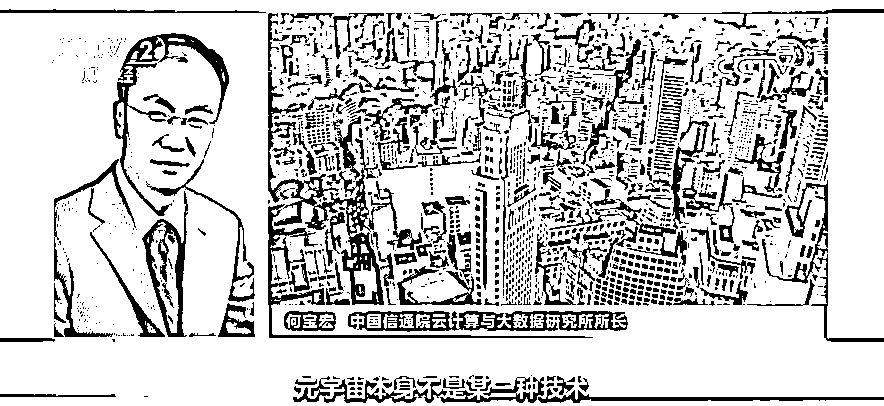 何宝宏 中国信通院云计算与大数据研究所所长
元宇宙本身不是某一种技术